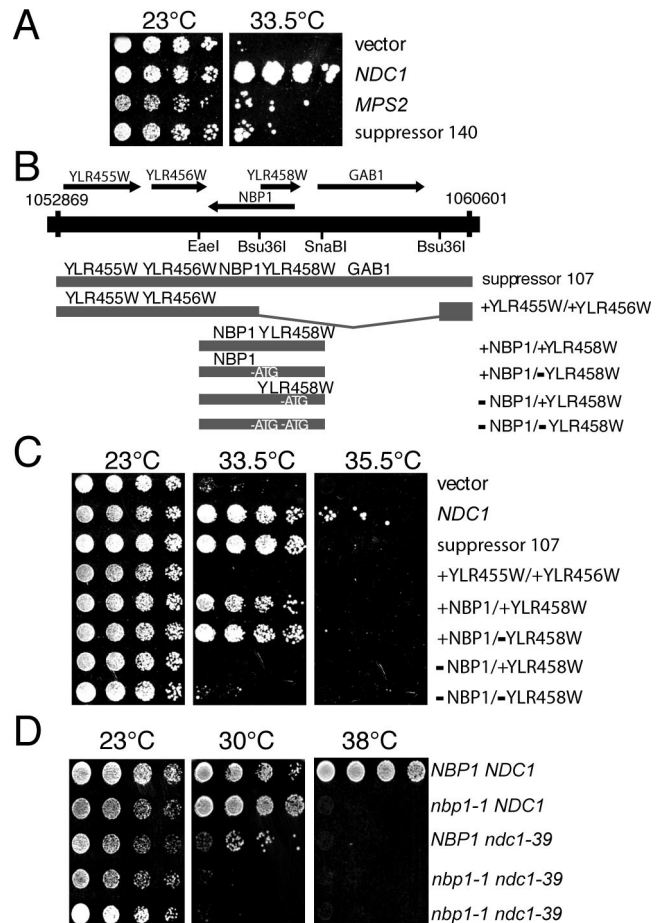 A
23°C 33.5°C
vector
NDC1
MPS2
suppressor 140
B
YLR455W YLR456W YLR458W GAB1
1052869 NBP1 1060601
EaeI Bsu36I SnaBI Bsu36I
YLR455W YLR456W NBP1 YLR458W GAB1
suppressor 107
YLR455W YLR456W
+YLR455W/+YLR456W
NBP1 YLR458W
+NBP1/+YLR458W
NBP1
-ATG
+NBP1/-YLR458W
YLR458W
-ATG
-NBP1/+YLR458W
-ATG -ATG
-NBP1/-YLR458W
C
23°C 33.5°C 35.5°C
vector
NDC1
suppressor 107
+YLR455W/+YLR456W
+NBP1/+YLR458W
+NBP1/-YLR458W
-NBP1/+YLR458W
-NBP1/-YLR458W
D
23°C 30°C 38°C
NBP1 NDC1
nbp1-1 NDC1
NBP1 ndc1-39
nbp1-1 ndc1-39
nbp1-1 ndc1-39